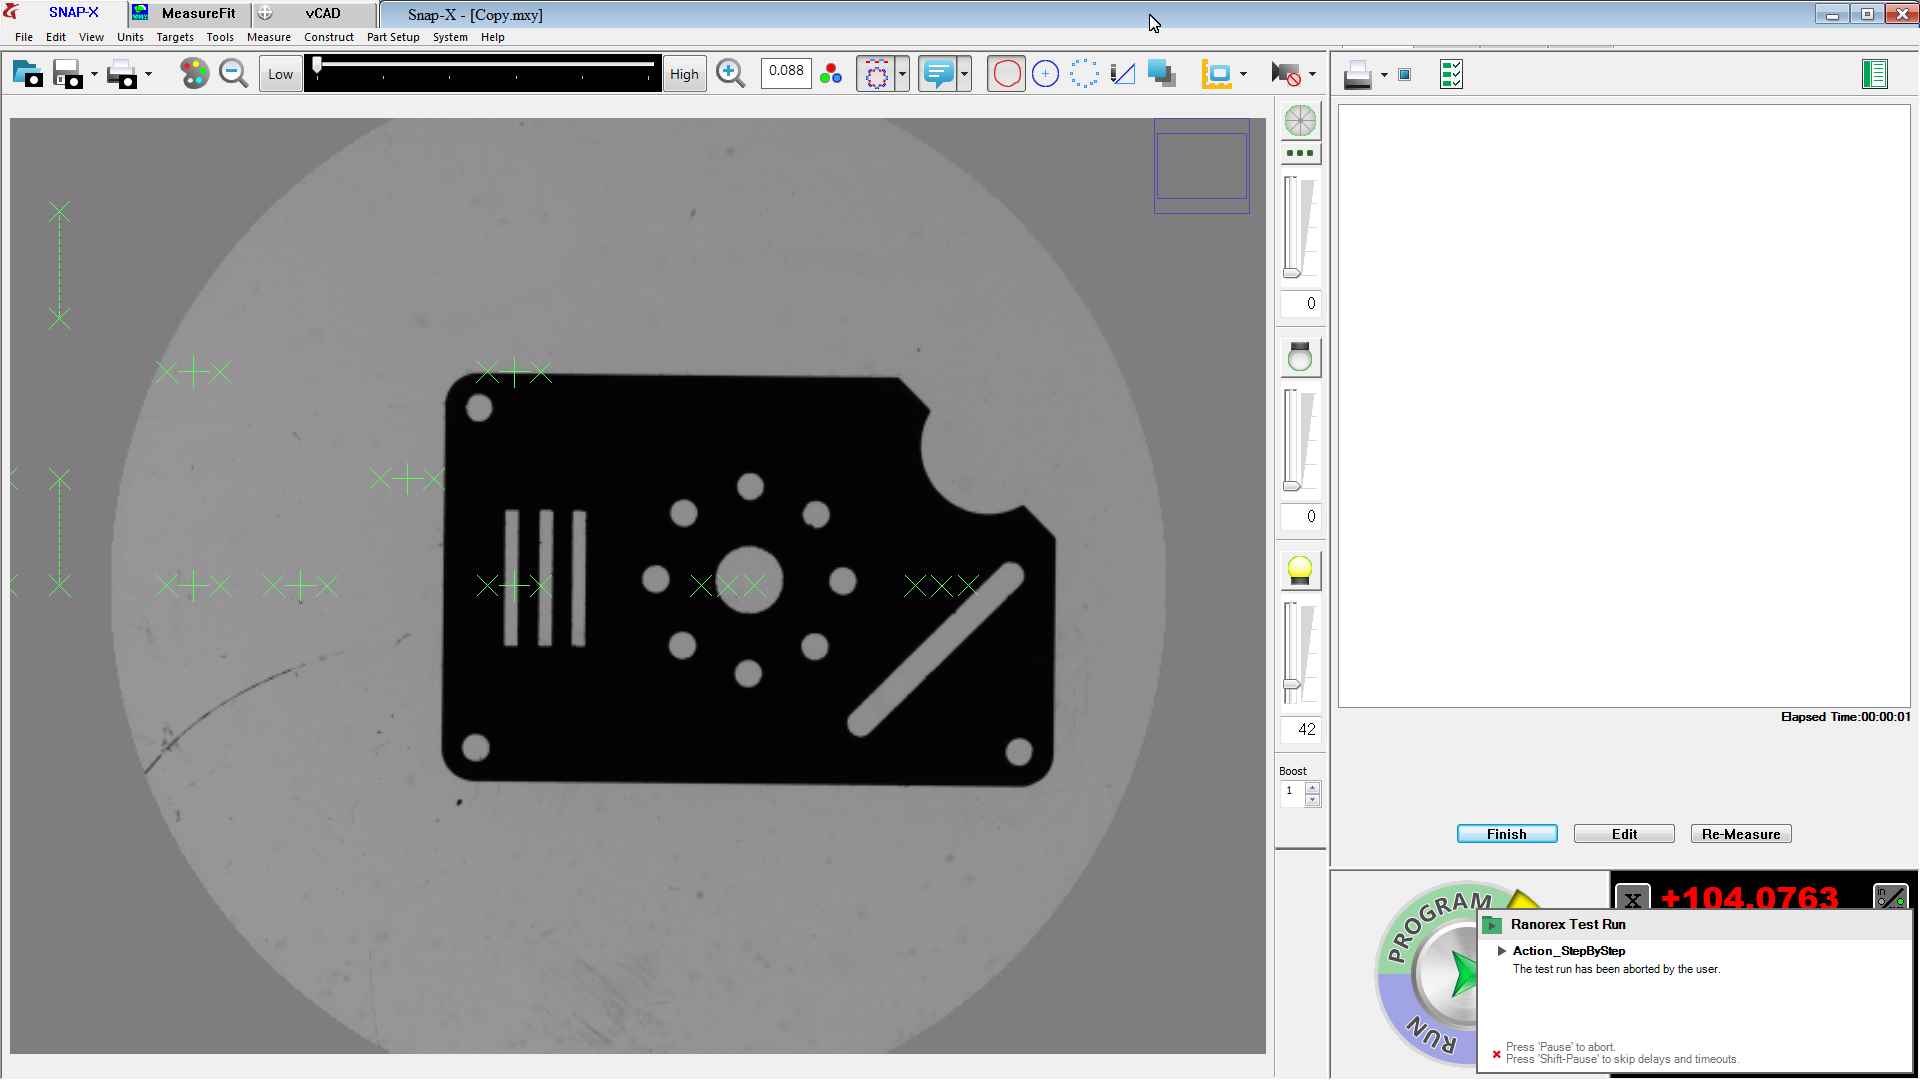 SNAP-X
MeasureFit
vCAD
Snap-X - [Copy.mxy]
File Edit View Units Targets Tools Measure Construct Part Setup System Help
Low
High
0.088
0
0
42
Boost
1
Elapsed Time:00:00:01
Finish
Edit
Re-Measure
PROGRAM
RUN
X
+104.0763
in
Ranorex Test Run
Action_StepByStep
The test run has been aborted by the user.
Press 'Pause' to abort.
Press 'Shift-Pause' to skip delays and timeouts.